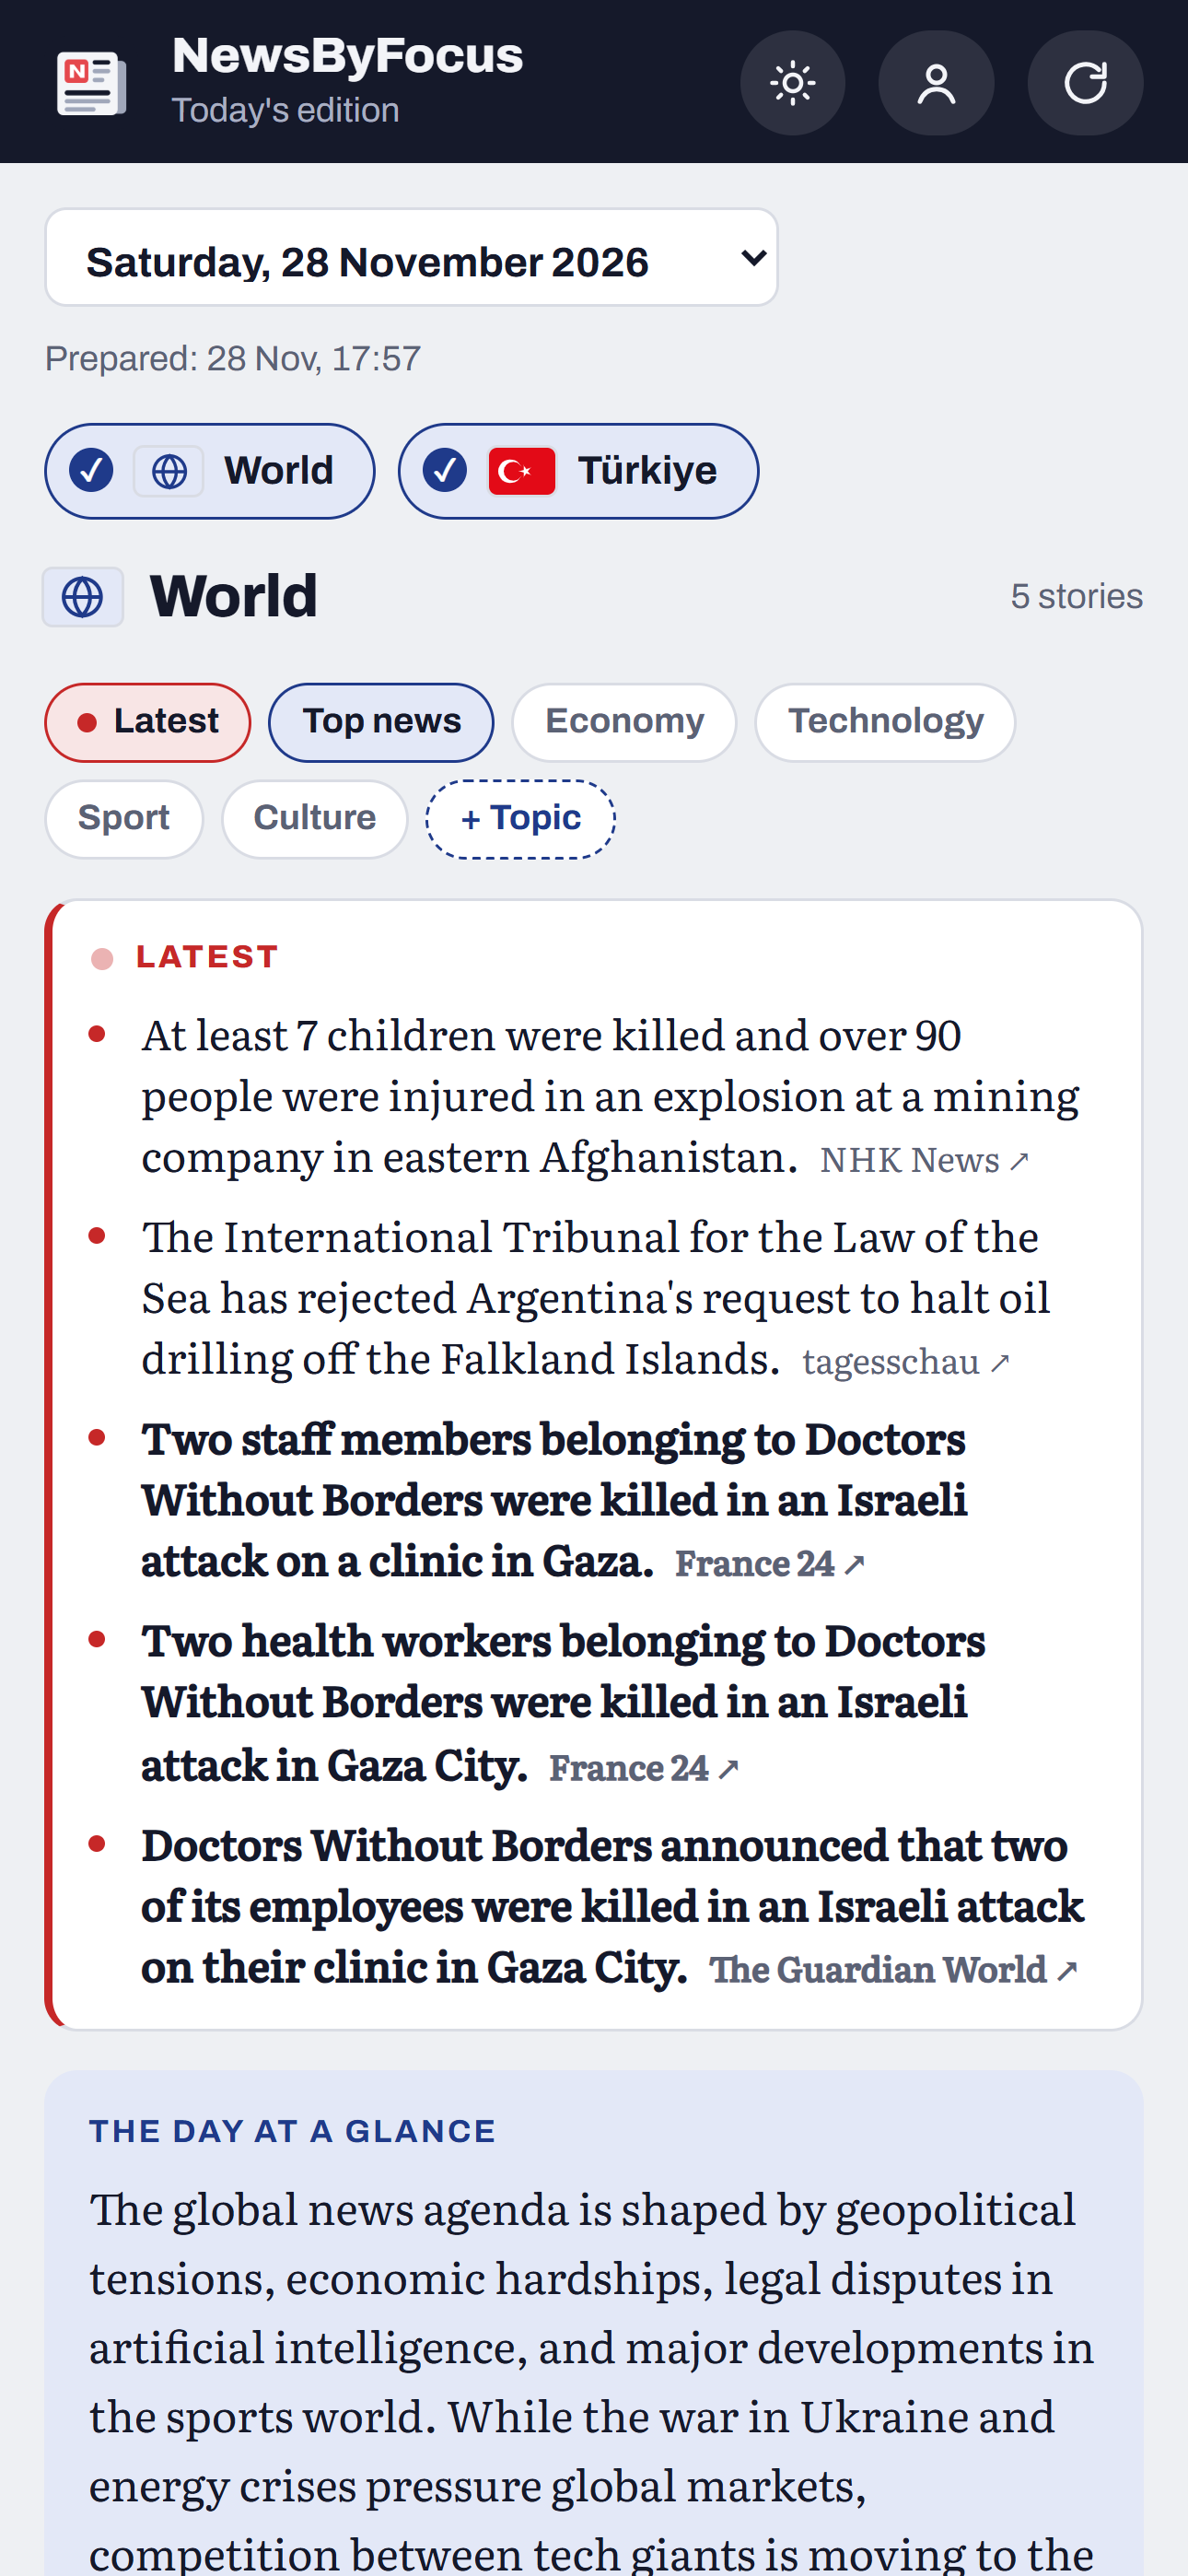 NewsByFocus
Today's edition
Saturday, 28 November 2026
Prepared: 28 Nov, 17:57
World
Türkiye
World
5 stories
Latest
Top news
Economy
Technology
Sport
Culture
+ Topic
LATEST
At least 7 children were killed and over 90
people were injured in an explosion at a mining
company in eastern Afghanistan. NHK News ↗
The International Tribunal for the Law of the
Sea has rejected Argentina's request to halt oil
drilling off the Falkland Islands. tagesschau ↗
Two staff members belonging to Doctors
Without Borders were killed in an Israeli
attack on a clinic in Gaza. France 24 ↗
Two health workers belonging to Doctors
Without Borders were killed in an Israeli
attack in Gaza City. France 24 ↗
Doctors Without Borders announced that two
of its employees were killed in an Israeli attack
on their clinic in Gaza City. The Guardian World ↗
THE DAY AT A GLANCE
The global news agenda is shaped by geopolitical
tensions, economic hardships, legal disputes in
artificial intelligence, and major developments in
the sports world. While the war in Ukraine and
energy crises pressure global markets,
competition between tech giants is moving to the